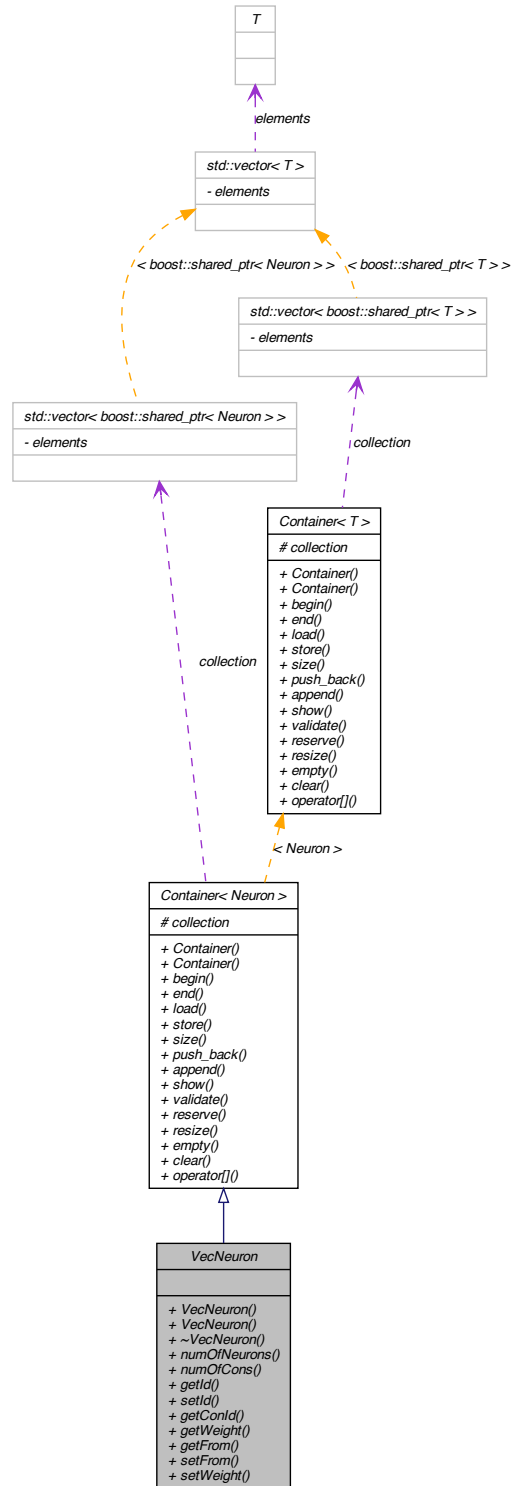 T
elements
std::vector< T >
- elements
< boost::shared_ptr< Neuron > >
< boost::shared_ptr< T > >
std::vector< boost::shared_ptr< T > >
- elements
std::vector< boost::shared_ptr< Neuron > >
- elements
collection
Container< T >
# collection
+ Container()
+ Container()
+ begin()
+ end()
+ load()
+ store()
+ size()
+ push_back()
+ append()
+ show()
+ validate()
+ reserve()
+ resize()
+ empty()
+ clear()
+ operator[]()
collection
< Neuron >
Container< Neuron >
# collection
+ Container()
+ Container()
+ begin()
+ end()
+ load()
+ store()
+ size()
+ push_back()
+ append()
+ show()
+ validate()
+ reserve()
+ resize()
+ empty()
+ clear()
+ operator[]()
VecNeuron
+ VecNeuron()
+ VecNeuron()
+ ~VecNeuron()
+ numOfNeurons()
+ numOfCons()
+ getId()
+ setId()
+ getConId()
+ getWeight()
+ getFrom()
+ setFrom()
+ setWeight()